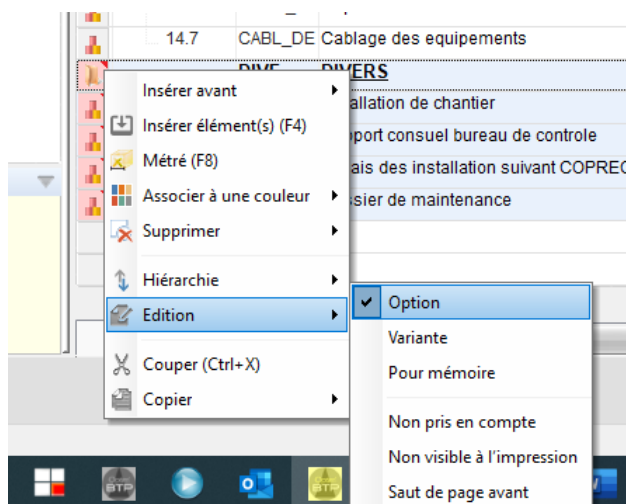 14.7 CABL_DE Cablage des equipements
DIVE DIVERS
allation de chantier
port consuel bureau de controle
ais des installation suivant COPREC
ssier de maintenance
Insérer avant
Insérer élément(s) (F4)
Métré (F8)
Associer à une couleur
Supprimer
Hiérarchie
Edition
Couper (Ctrl+X)
Copier
Option
Variante
Pour mémoire
Non pris en compte
Non visible à l'impression
Saut de page avant
BTP
BTP